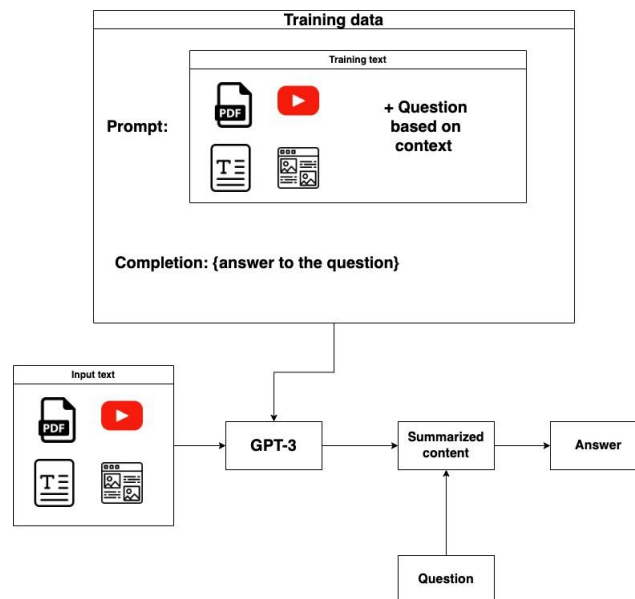 Training data
Training text
Prompt:
PDF
+ Question
based on
context
T
Completion: {answer to the question}
Input text
PDF
T
GPT-3
Summarized
content
Answer
Question